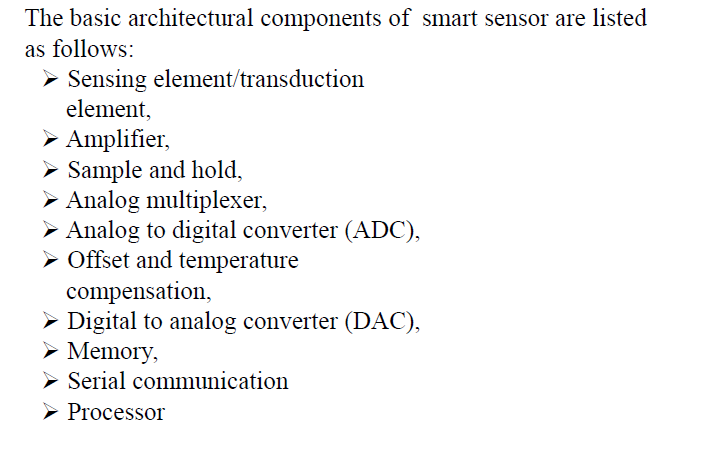 The basic architectural components of  smart sensor are listed
as follows:
➢ Sensing element/transduction
element,
➢ Amplifier,
➢ Sample and hold,
➢ Analog multiplexer,
➢ Analog to digital converter (ADC),
➢ Offset and temperature
compensation,
➢ Digital to analog converter (DAC),
➢ Memory,
➢ Serial communication
➢ Processor